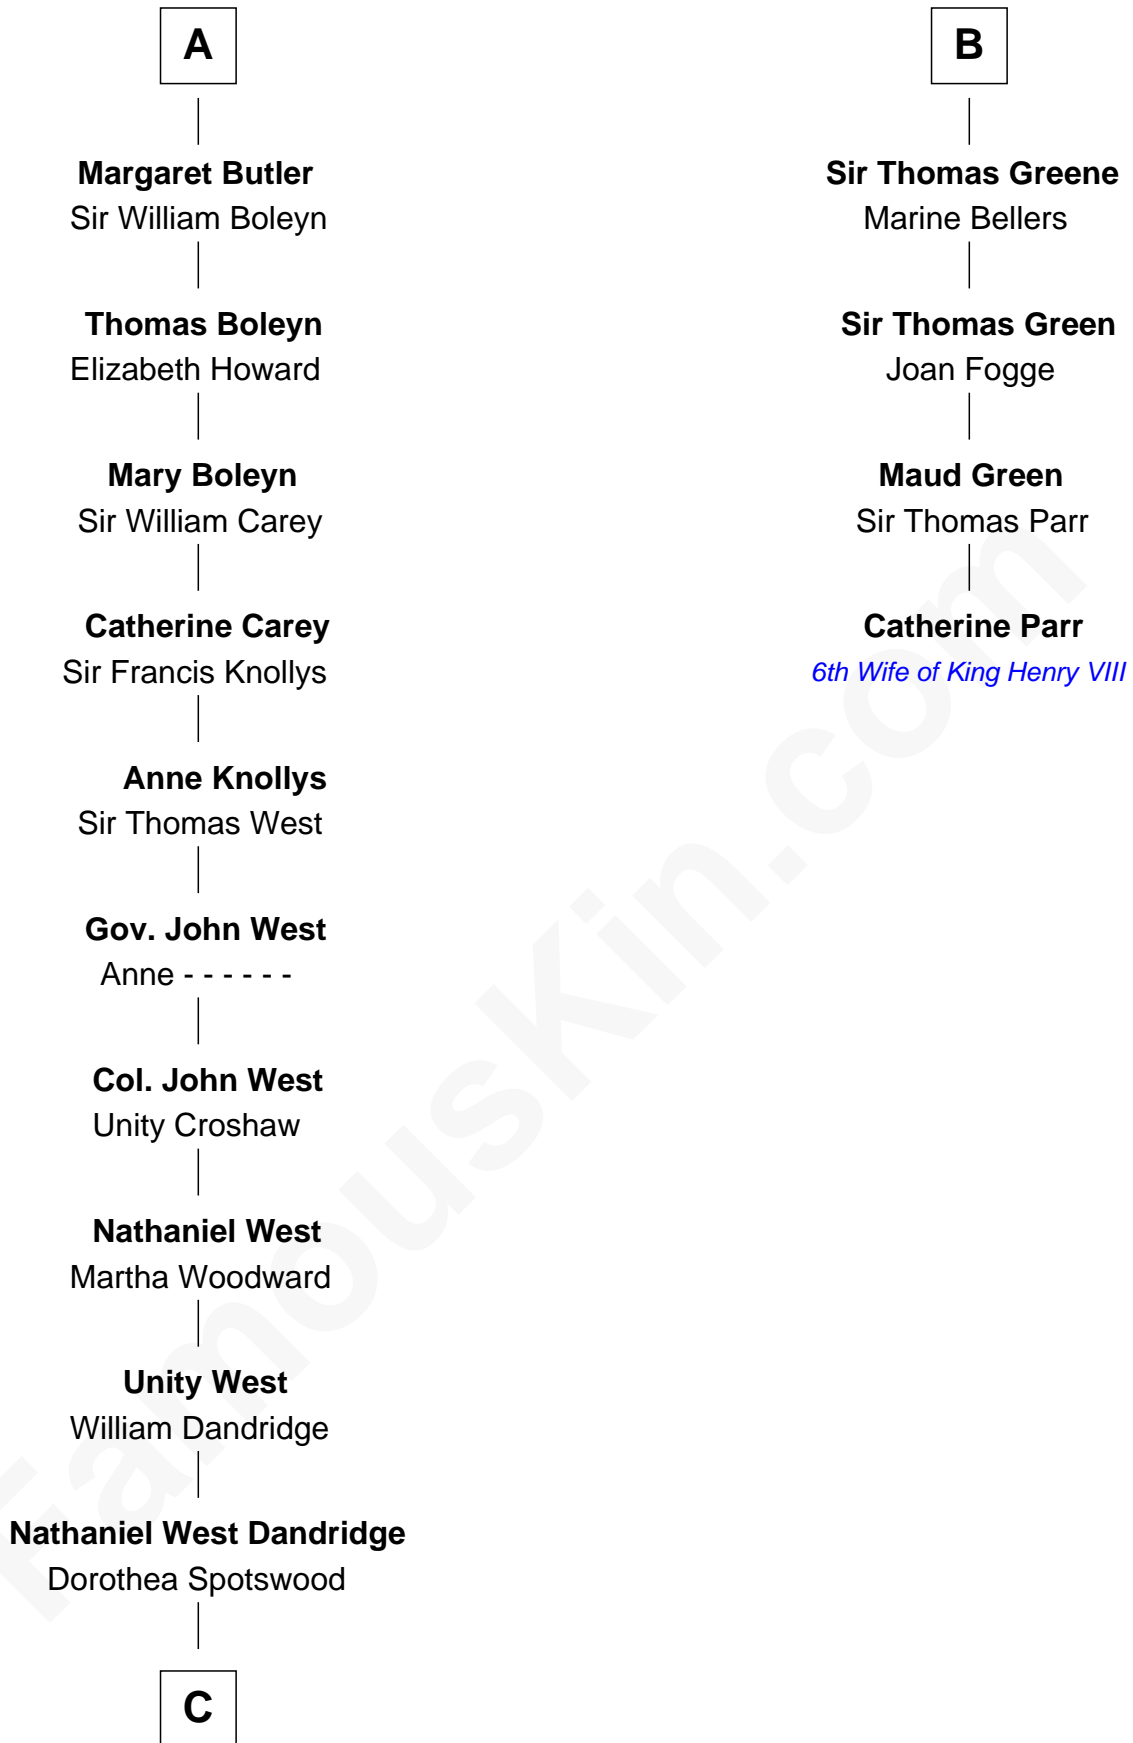 A
Margaret Butler
Sir William Boleyn
Thomas Boleyn
Elizabeth Howard
Mary Boleyn
Sir William Carey
Catherine Carey
Sir Francis Knollys
Anne Knollys
Sir Thomas West
Gov. John West
Anne - - - - - -
Col. John West
Unity Croshaw
Nathaniel West
Martha Woodward
Unity West
William Dandridge
Nathaniel West Dandridge
Dorothea Spotswood
C
B
Sir Thomas Greene
Marine Bellers
Sir Thomas Green
Joan Fogge
Maud Green
Sir Thomas Parr
Catherine Parr
6th Wife of King Henry VIII
FamousKin.com